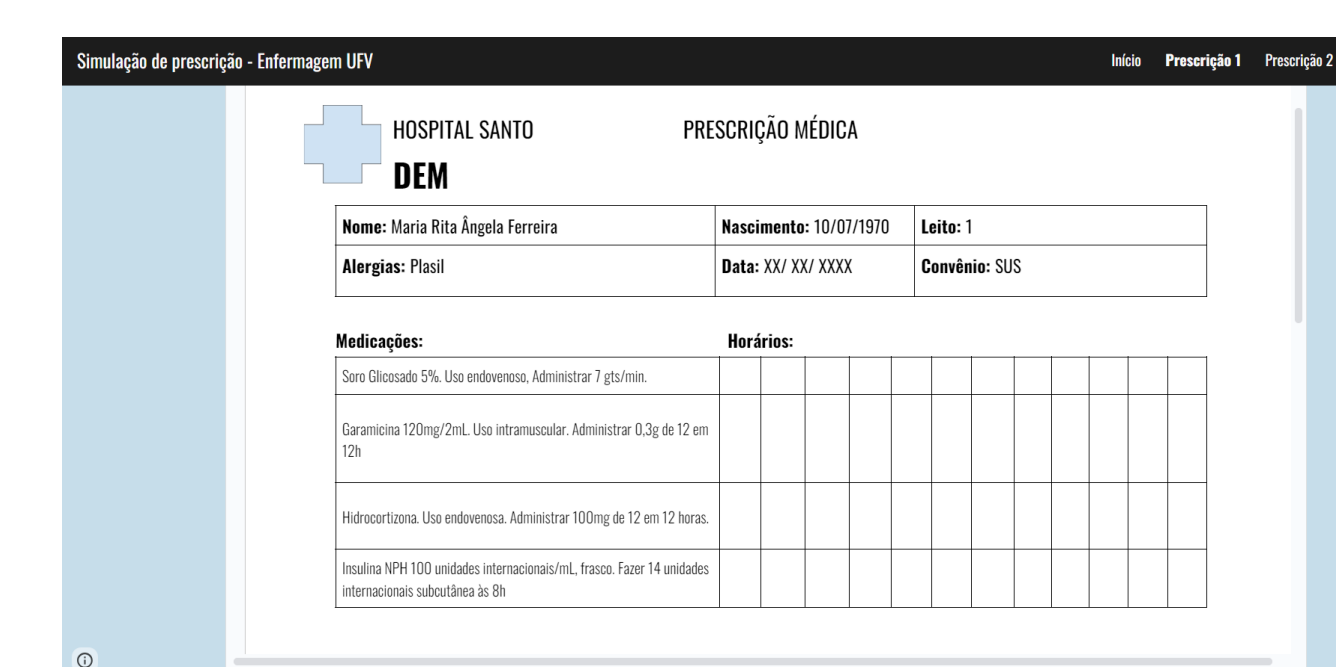 Simulação de prescrição - Enfermagem UFV
Início Prescrição 1 Prescrição 2
HOSPITAL SANTO
PRESCRIÇÃO MÉDICA
DEM
Nome: Maria Rita Ângela Ferreira
Nascimento: 10/07/1970
Leito: 1
Alergias: Plasil
Data: XX/ XX/ XXXX
Convênio: SUS
Medicações:
Horários:
Soro Glicosado 5%. Uso endovenoso, Administrar 7 gts/min.
Garamicina 120mg/2mL. Uso intramuscular. Administrar 0,3g de 12 em
12h
Hidrocortizona. Uso endovenosa. Administrar 100mg de 12 em 12 horas.
Insulina NPH 100 unidades internacionais/mL, frasco. Fazer 14 unidades
internacionais subcutânea às 8h